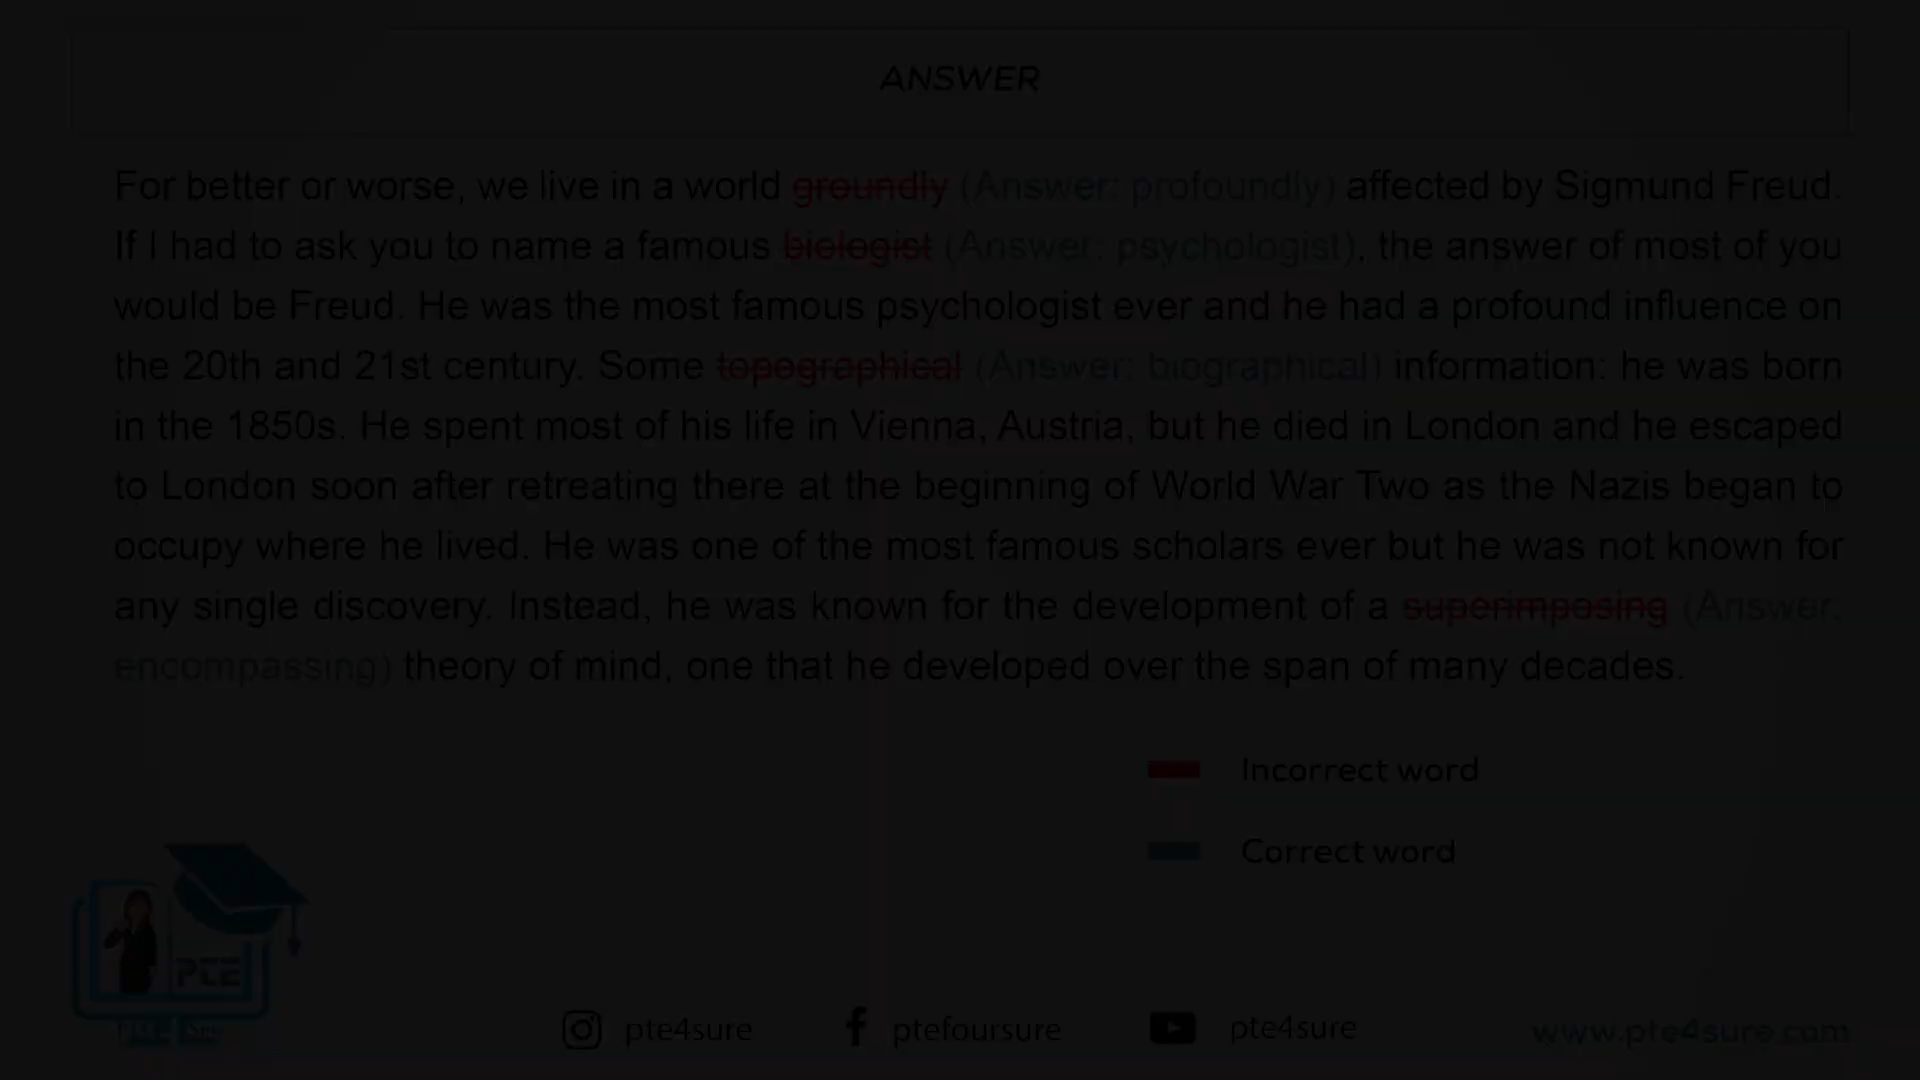 ANSWER
For better or worse, we live in a world groundly (Answer: profoundly) affected by Sigmund Freud.
If I had to ask you to name a famous biologist (Answer: psychologist), the answer of most of you
would be Freud. He was the most famous psychologist ever and he had a profound influence on
the 20th and 21st century. Some topographical (Answer: biographical) information: he was born
in the 1850s. He spent most of his life in Vienna, Austria, but he died in London and he escaped
to London soon after retreating there at the beginning of World War Two as the Nazis began to
occupy where he lived. He was one of the most famous scholars ever but he was not known for
any single discovery. Instead, he was known for the development of a superimposing (Answer:
encompassing) theory of mind, one that he developed over the span of many decades.
Incorrect word
Correct word
PTE
pte4sure
ptefoursure
pte4sure
www.pte4sure.com